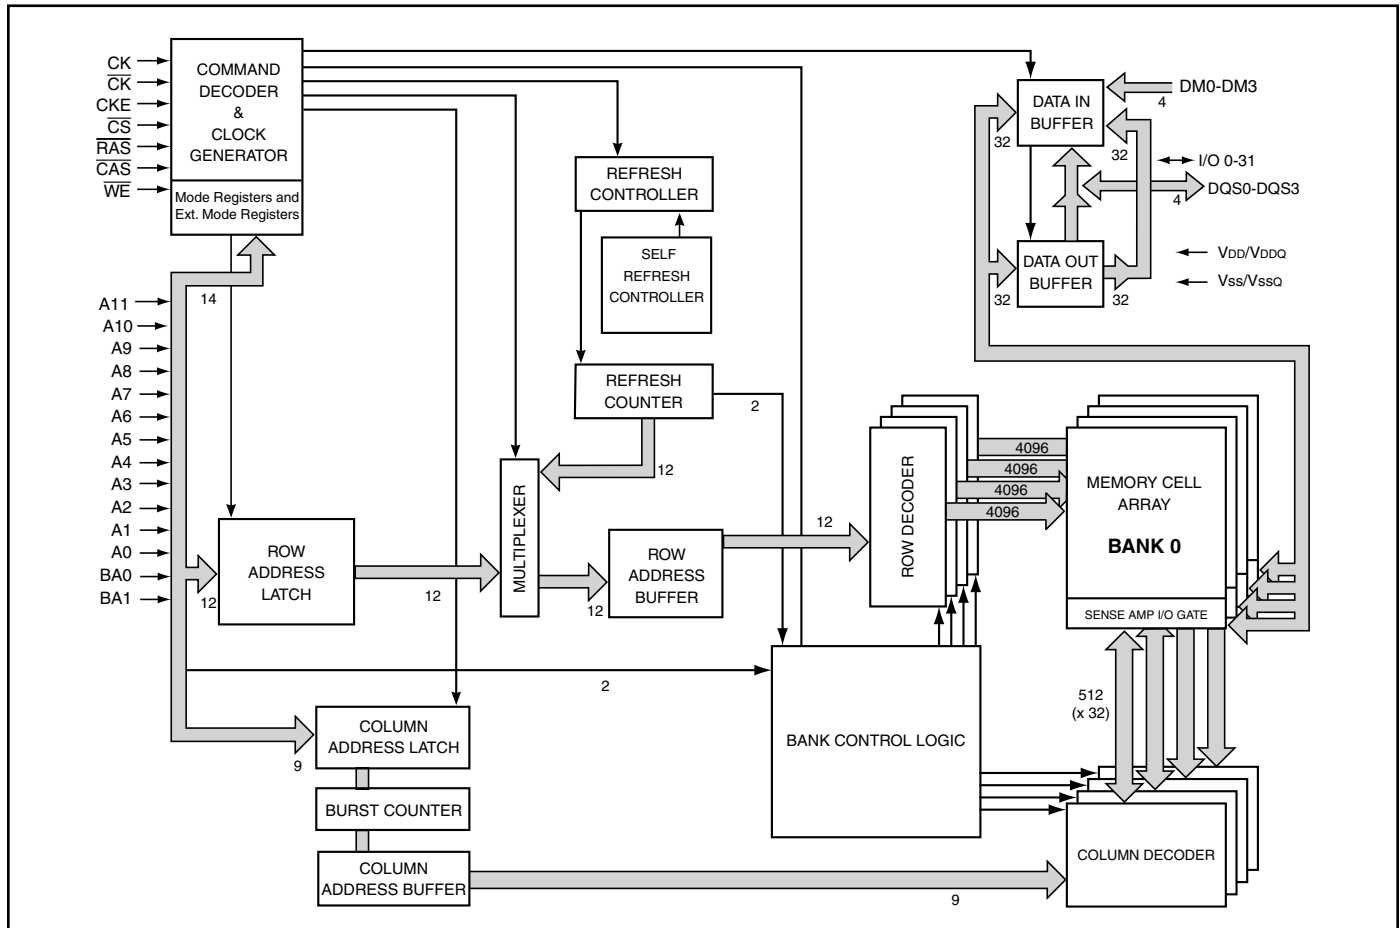 CK
CK
CKE
CS
RAS
CAS
WE
COMMAND
DECODER
&
CLOCK
GENERATOR
Mode Registers and
Ext. Mode Registers
14
A11
A10
A9
A8
A7
A6
A5
A4
A3
A2
A1
A0
BA0
BA1
12
ROW
ADDRESS
LATCH
12
MULTIPLEXER
12
REFRESH
CONTROLLER
SELF
REFRESH
CONTROLLER
REFRESH
COUNTER
2
12
ROW
ADDRESS
BUFFER
12
2
9
COLUMN
ADDRESS LATCH
BURST COUNTER
COLUMN
ADDRESS BUFFER
9
BANK CONTROL LOGIC
ROW DECODER
4096
4096
4096
4096
MEMORY CELL
ARRAY
BANK 0
SENSE AMP I/O GATE
512
(x 32)
COLUMN DECODER
DATA IN
BUFFER
DM0-DM3
4
32
32
I/O 0-31
DQS0-DQS3
4
DATA OUT
BUFFER
32
32
VDD/VDDQ
Vss/VssQ